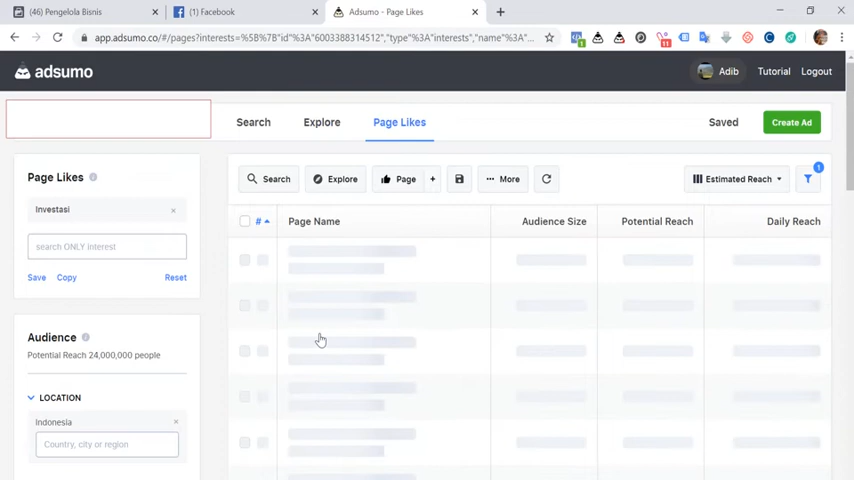 (46) Pengelola Bisnis
(1) Facebook
Adsumo - Page Likes
app.adsumo.co/#/pages?interests=%5B%7B"id"%3A"6003388314512","type"%3A"interests","name"%3A"%...
1
11
adsumo
Adib
Tutorial
Logout
Search
Explore
Page Likes
Saved
Create Ad
Page Likes
Investasi
search ONLY interest
Save
Copy
Reset
Search
Explore
Page
+
More
Estimated Reach
1
#
Page Name
Audience Size
Potential Reach
Daily Reach
Audience
Potential Reach 24,000,000 people
LOCATION
Indonesia
Country, city or region